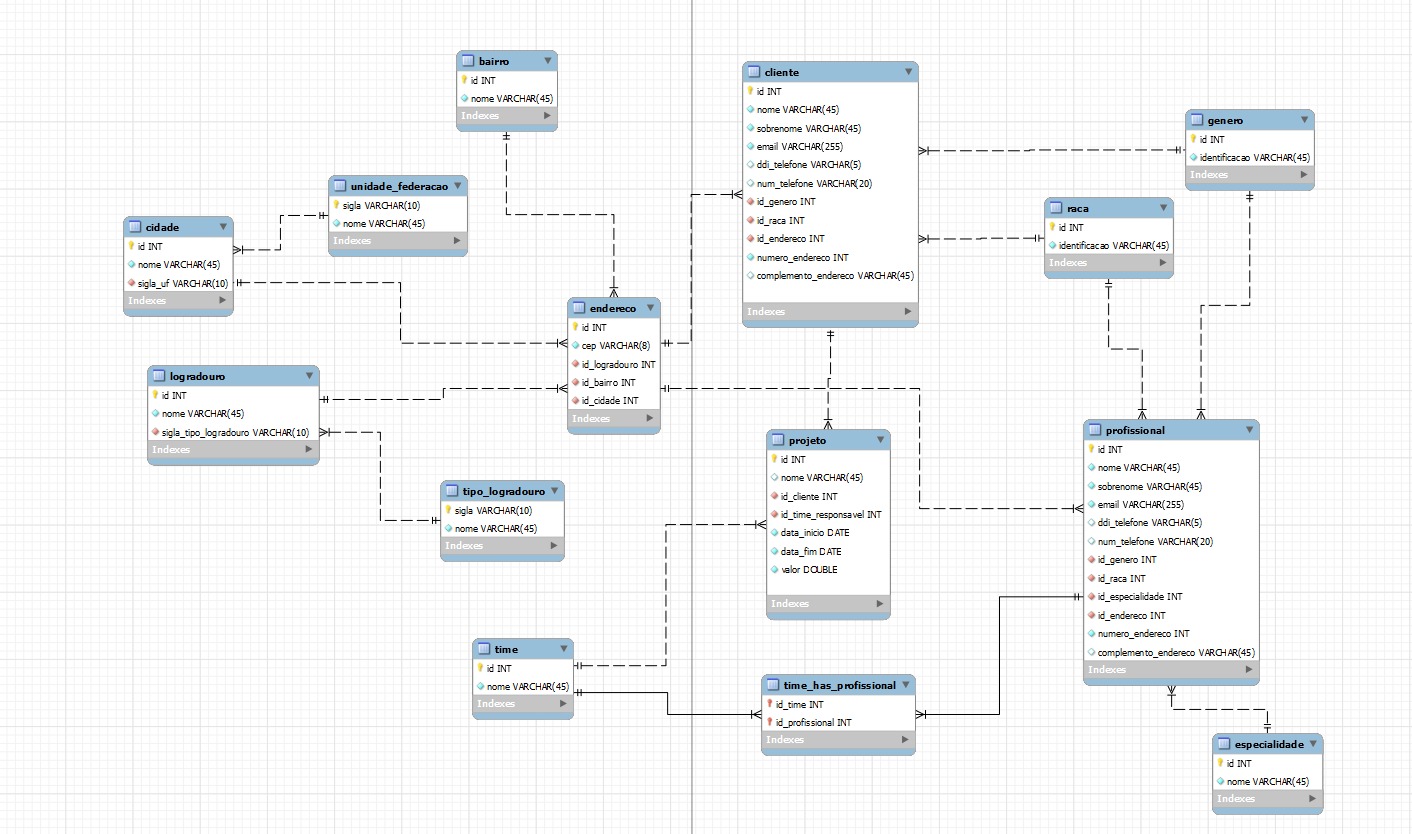 bairro
id INT
nome VARCHAR(45)
Indexes
unidade_federacao
sigla VARCHAR(10)
nome VARCHAR(45)
Indexes
cidade
id INT
nome VARCHAR(45)
sigla_uf VARCHAR(10)
Indexes
endereco
id INT
cep VARCHAR(8)
id_logradouro INT
id_bairro INT
id_cidade INT
Indexes
logradouro
id INT
nome VARCHAR(45)
sigla_tipo_logradouro VARCHAR(10)
Indexes
tipo_logradouro
sigla VARCHAR(10)
nome VARCHAR(45)
Indexes
time
id INT
nome VARCHAR(45)
Indexes
cliente
id INT
nome VARCHAR(45)
sobrenome VARCHAR(45)
email VARCHAR(255)
ddi_telefone VARCHAR(5)
num_telefone VARCHAR(20)
id_genero INT
id_raca INT
id_endereco INT
numero_endereco INT
complemento_endereco VARCHAR(45)
Indexes
genero
id INT
identificacao VARCHAR(45)
Indexes
raca
id INT
identificacao VARCHAR(45)
Indexes
projeto
id INT
nome VARCHAR(45)
id_cliente INT
id_time_responsavel INT
data_inicio DATE
data_fim DATE
valor DOUBLE
Indexes
profissional
id INT
nome VARCHAR(45)
sobrenome VARCHAR(45)
email VARCHAR(255)
ddi_telefone VARCHAR(5)
num_telefone VARCHAR(20)
id_genero INT
id_raca INT
id_especialidade INT
id_endereco INT
numero_endereco INT
complemento_endereco VARCHAR(45)
Indexes
time_has_profissional
id_time INT
id_profissional INT
Indexes
especialidade
id INT
nome VARCHAR(45)
Indexes